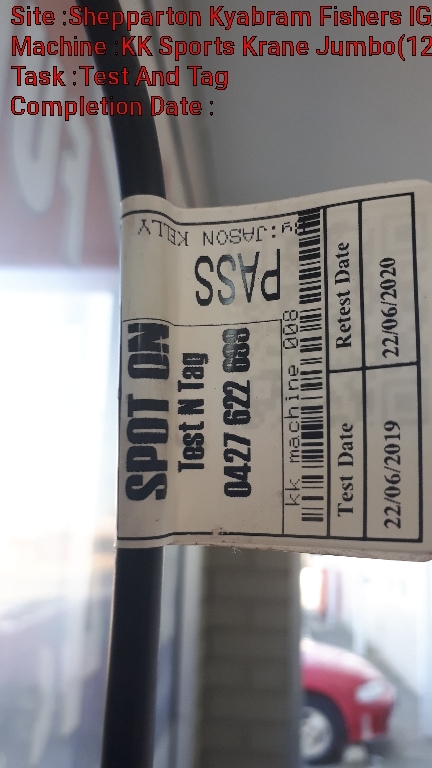 Site :Shepparton Kyabram Fishers IG
Machine :KK Sports Krane Jumbo(12
Task :Test And Tag
Completion Date :
SPOT ON
Test N Tag
0427 622
PASS
By:JASON KELLY
kk machine 008
Test Date
Retest Date
22/06/2019
22/06/2020